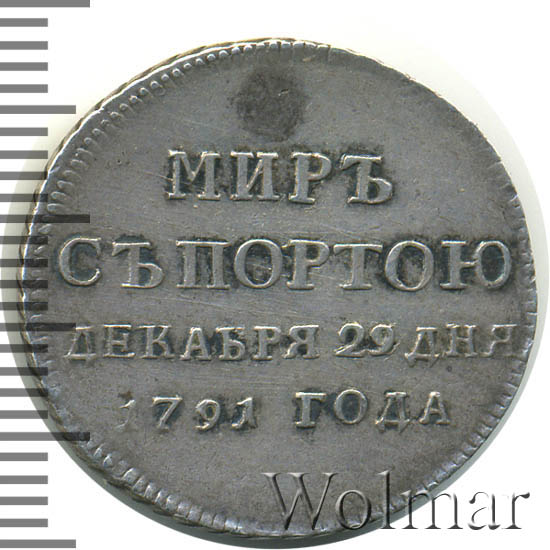 МИРЪ
СЪ ПОРТОЮ
ДЕКАБРЯ 29 ДНЯ
1791 ГОДА
Wolmar